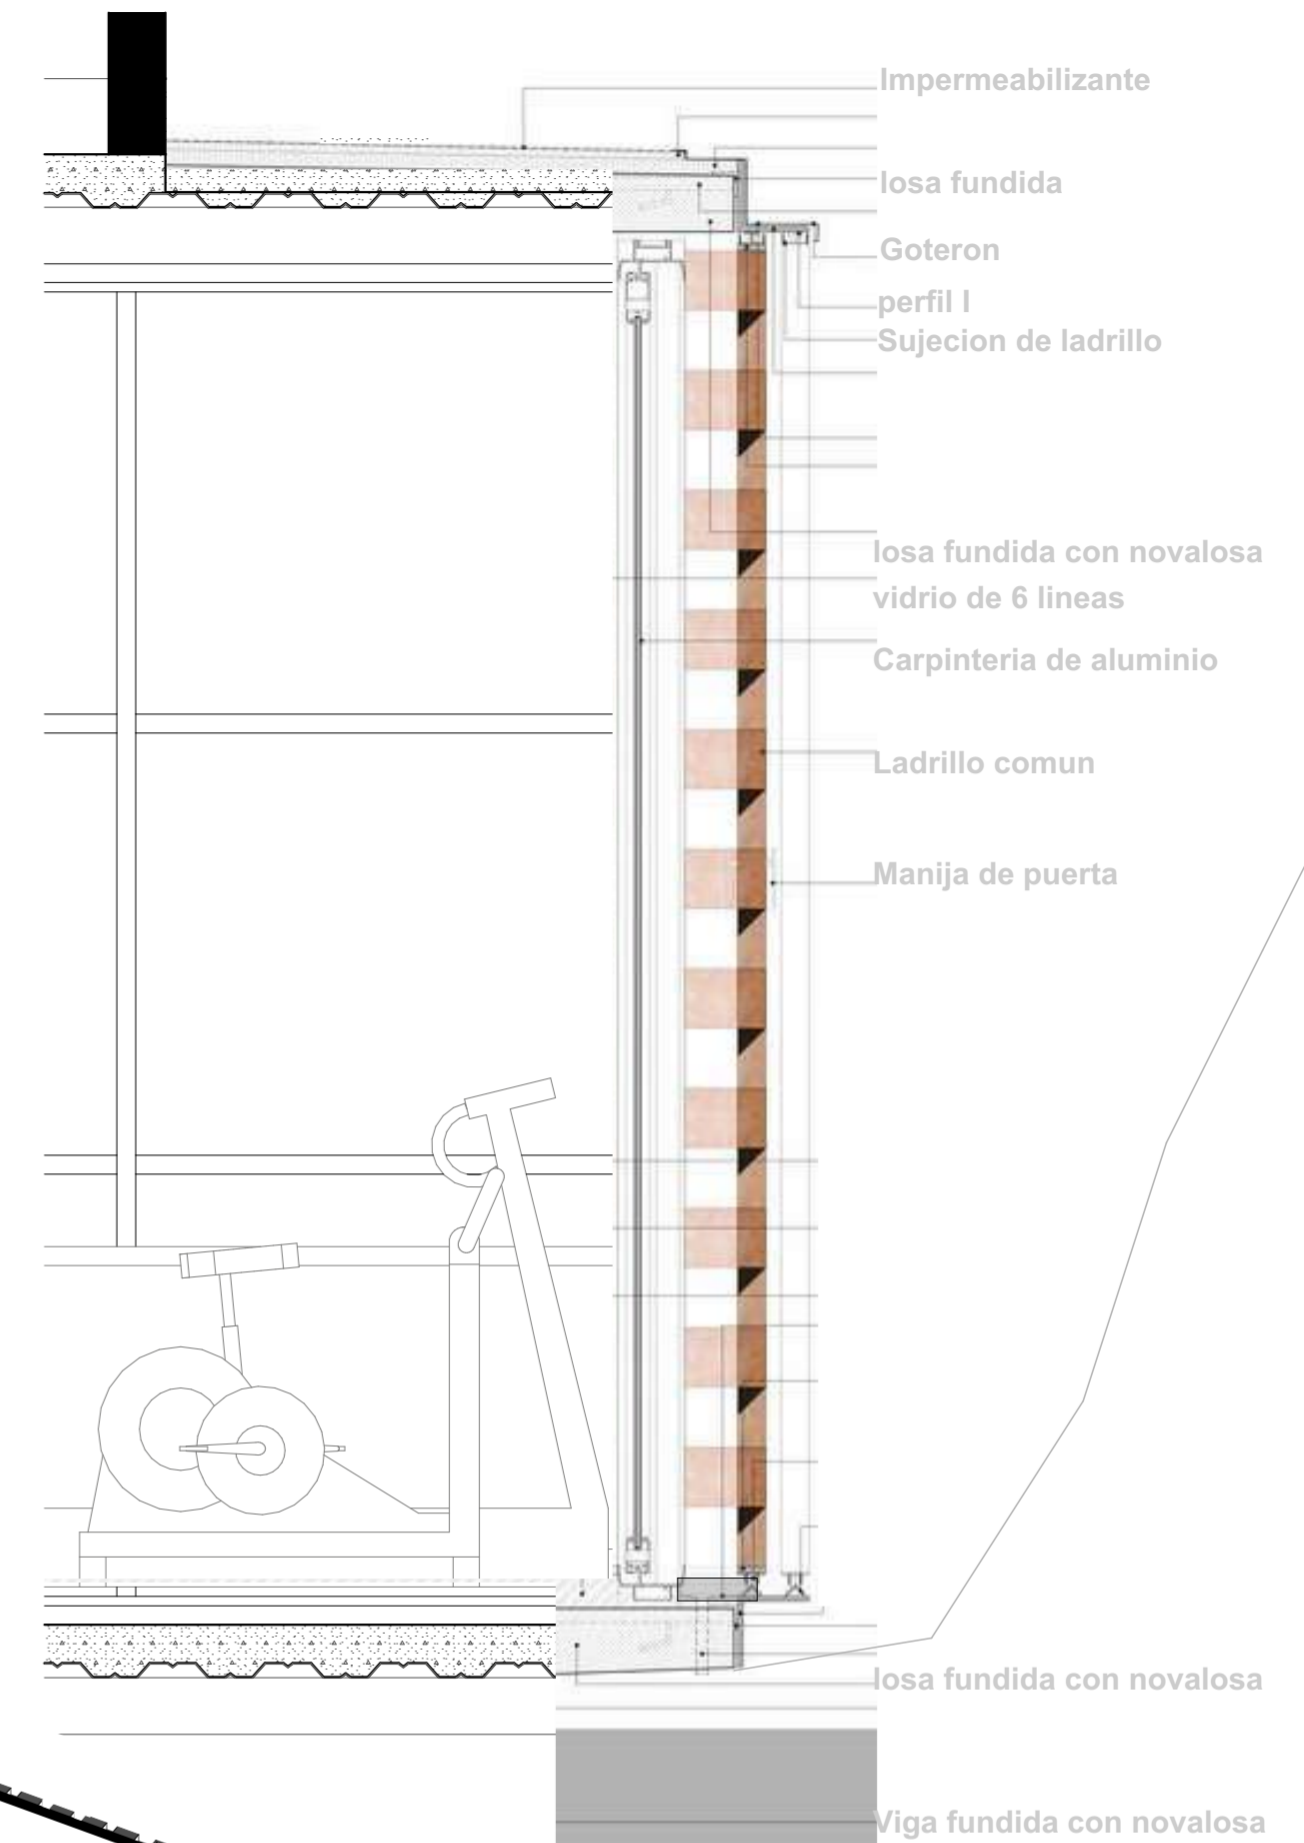 Impermeabilizante
losa fundida
Goteron
perfil I
Sujecion de ladrillo
losa fundida con novalosa
vidrio de 6 lineas
Carpinteria de aluminio
Ladrillo comun
Manija de puerta
losa fundida con novalosa
Viga fundida con novalosa